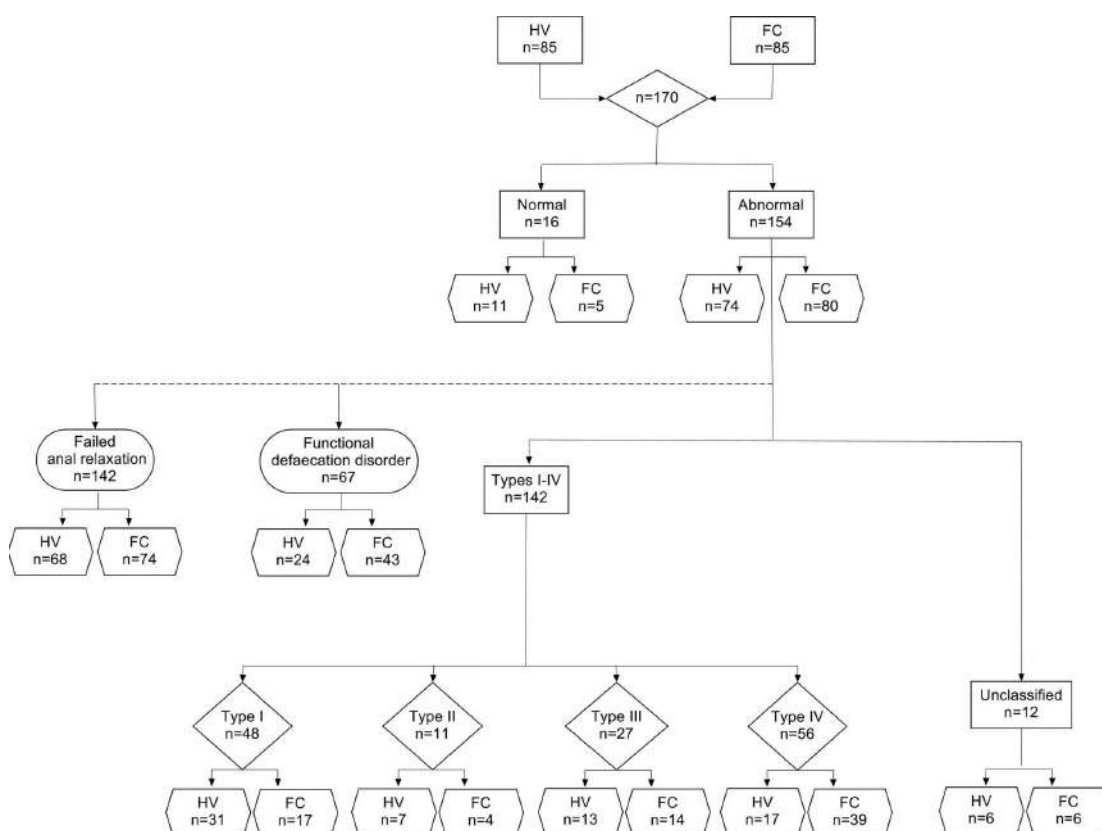 HV
n=85
FC
n=85
n=170
Normal
n=16
Abnormal
n=154
HV
n=11
FC
n=5
HV
n=74
FC
n=80
Failed
anal relaxation
n=142
Functional
defaecation disorder
n=67
Types I-IV
n=142
HV
n=68
FC
n=74
HV
n=24
FC
n=43
Type I
n=48
Type II
n=11
Type III
n=27
Type IV
n=56
Unclassified
n=12
HV
n=31
FC
n=17
HV
n=7
FC
n=4
HV
n=13
FC
n=14
HV
n=17
FC
n=39
HV
n=6
FC
n=6